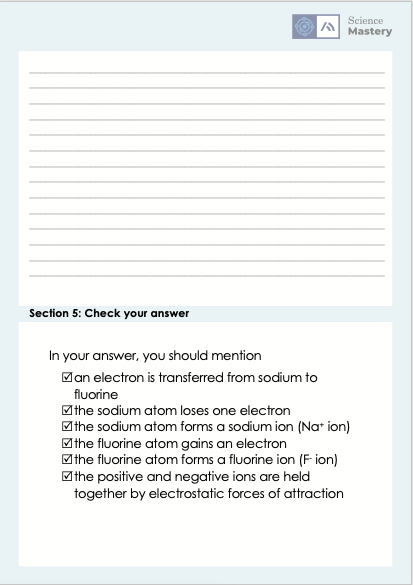 Science
Mastery
Section 5: Check your answer
In your answer, you should mention
☑an electron is transferred from sodium to
fluorine
☑the sodium atom loses one electron
☑the sodium atom forms a sodium ion (Na⁺ ion)
☑the fluorine atom gains an electron
☑the fluorine atom forms a fluorine ion (F⁻ ion)
☑the positive and negative ions are held
together by electrostatic forces of attraction